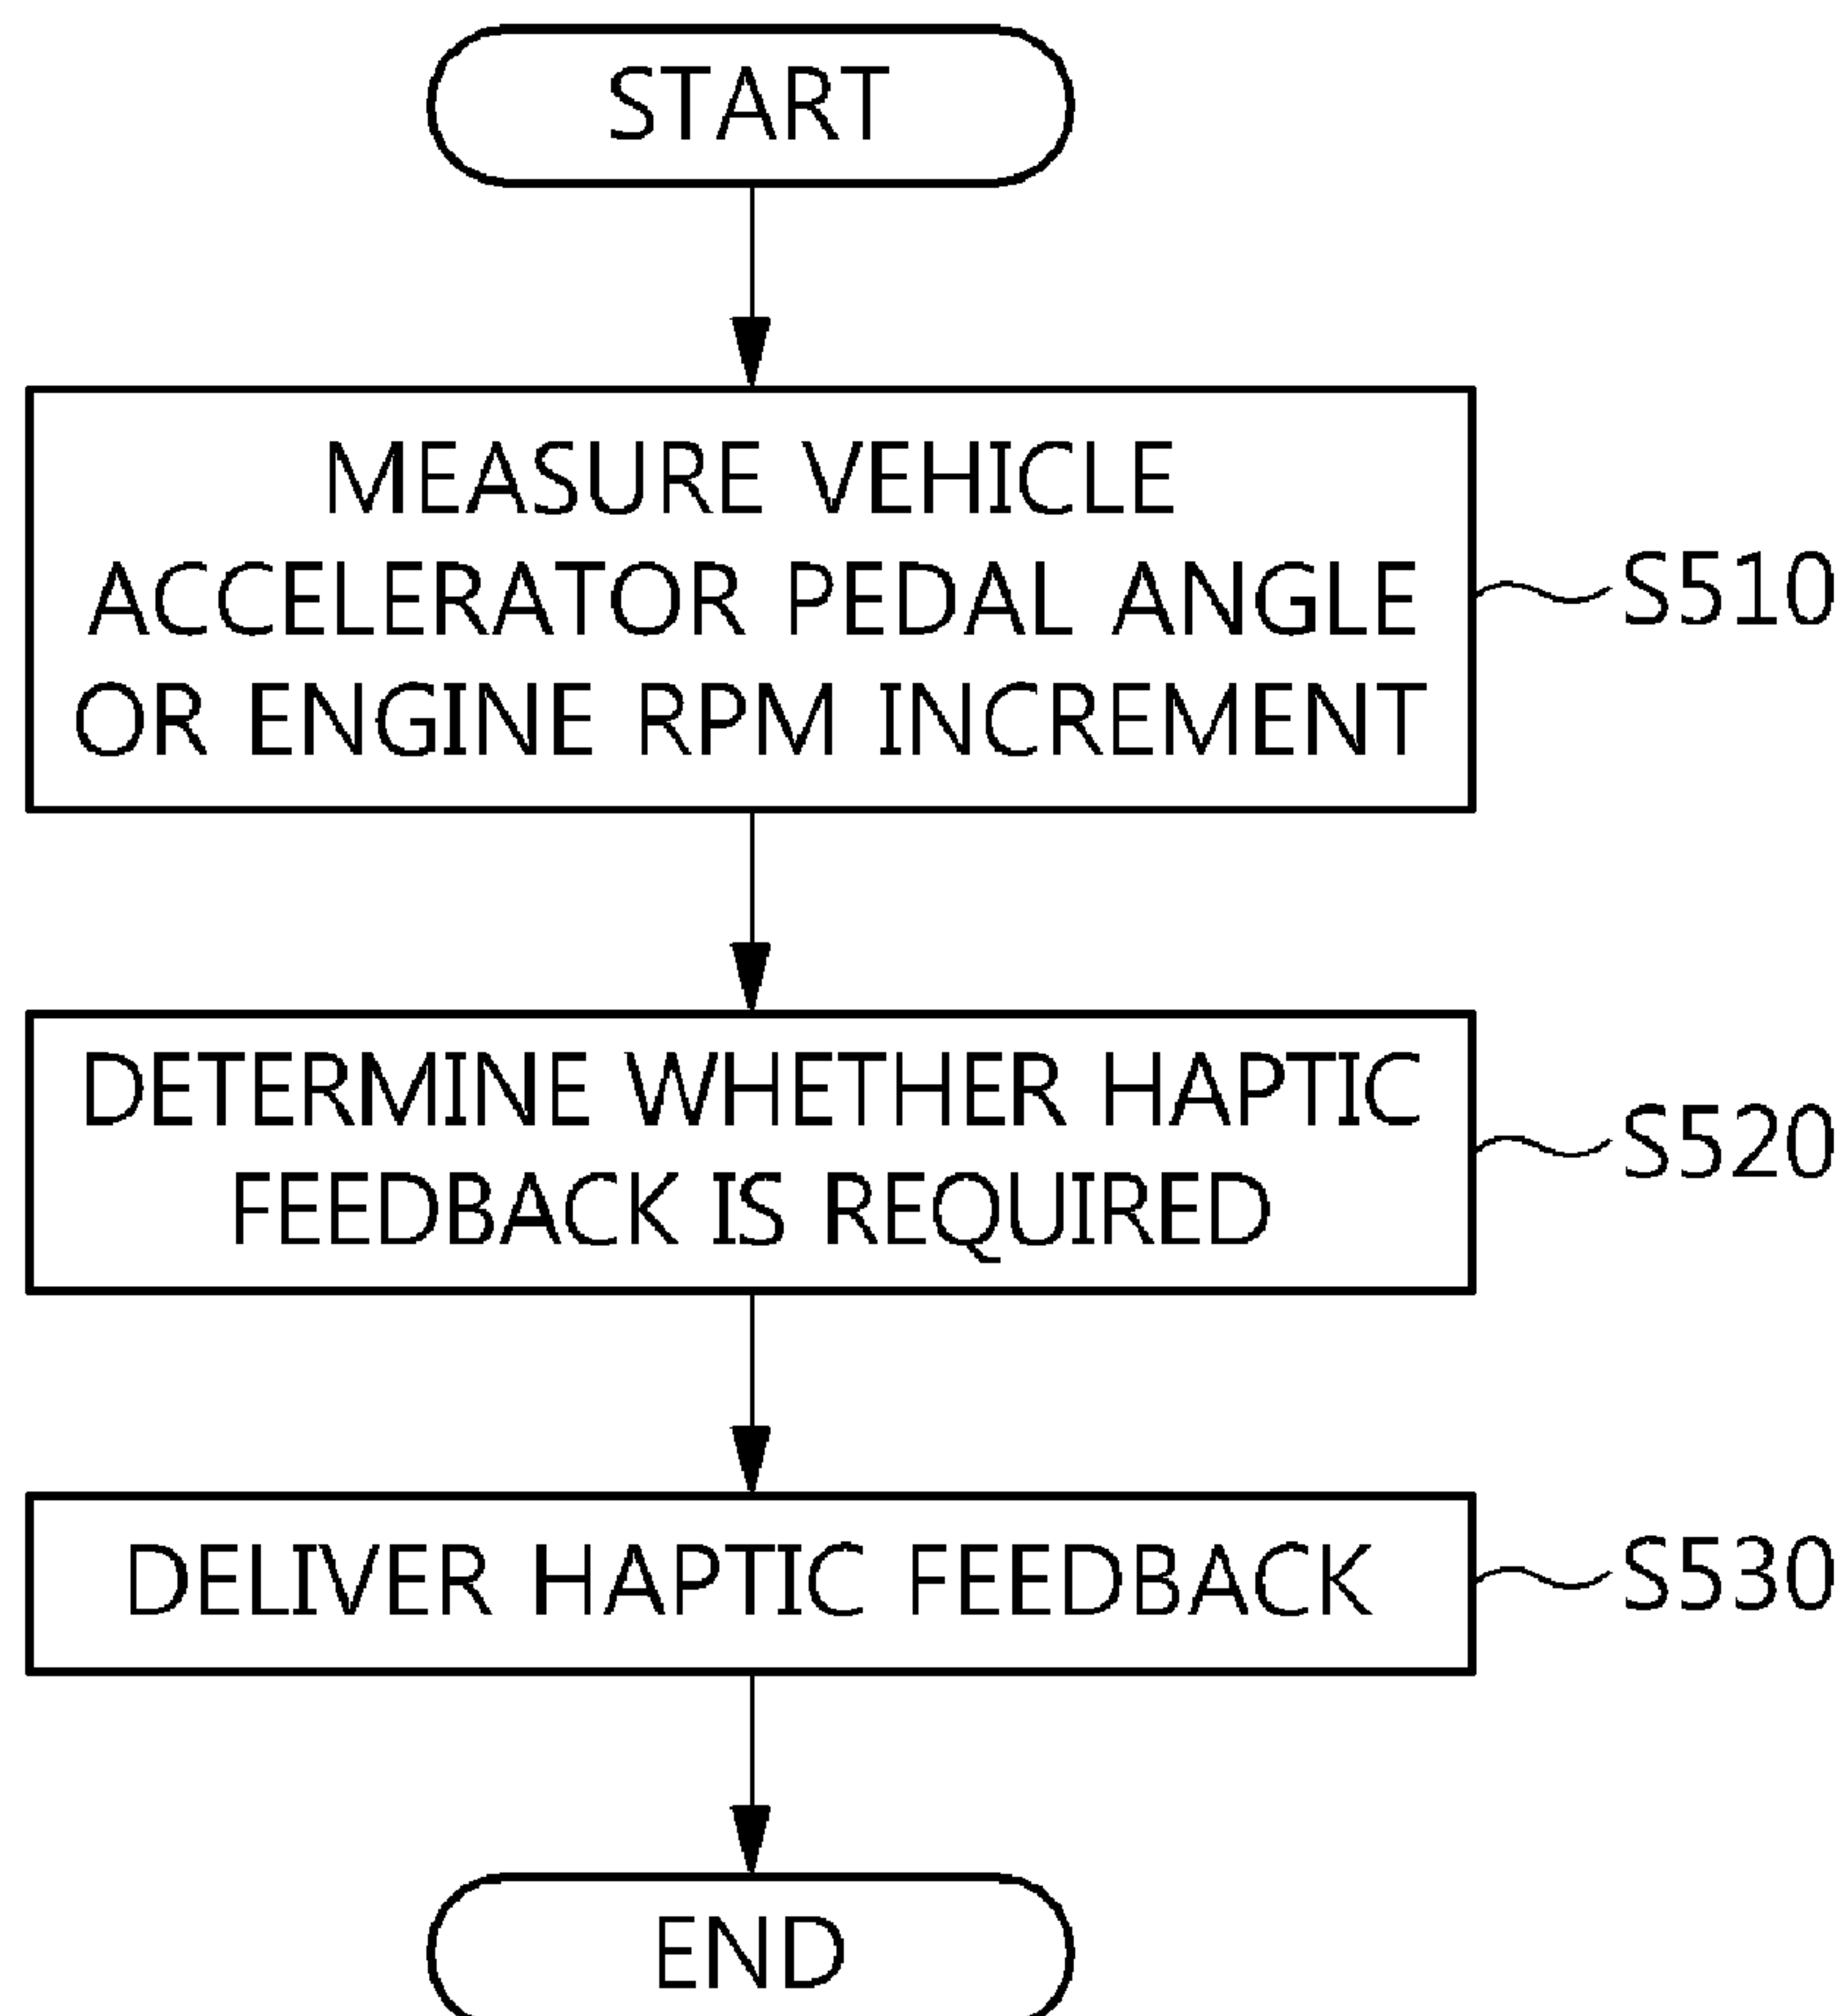 START
MEASURE VEHICLE
ACCELERATOR PEDAL ANGLE
OR ENGINE RPM INCREMENT
S510
DETERMINE WHETHER HAPTIC
FEEDBACK IS REQUIRED
S520
DELIVER HAPTIC FEEDBACK
S530
END